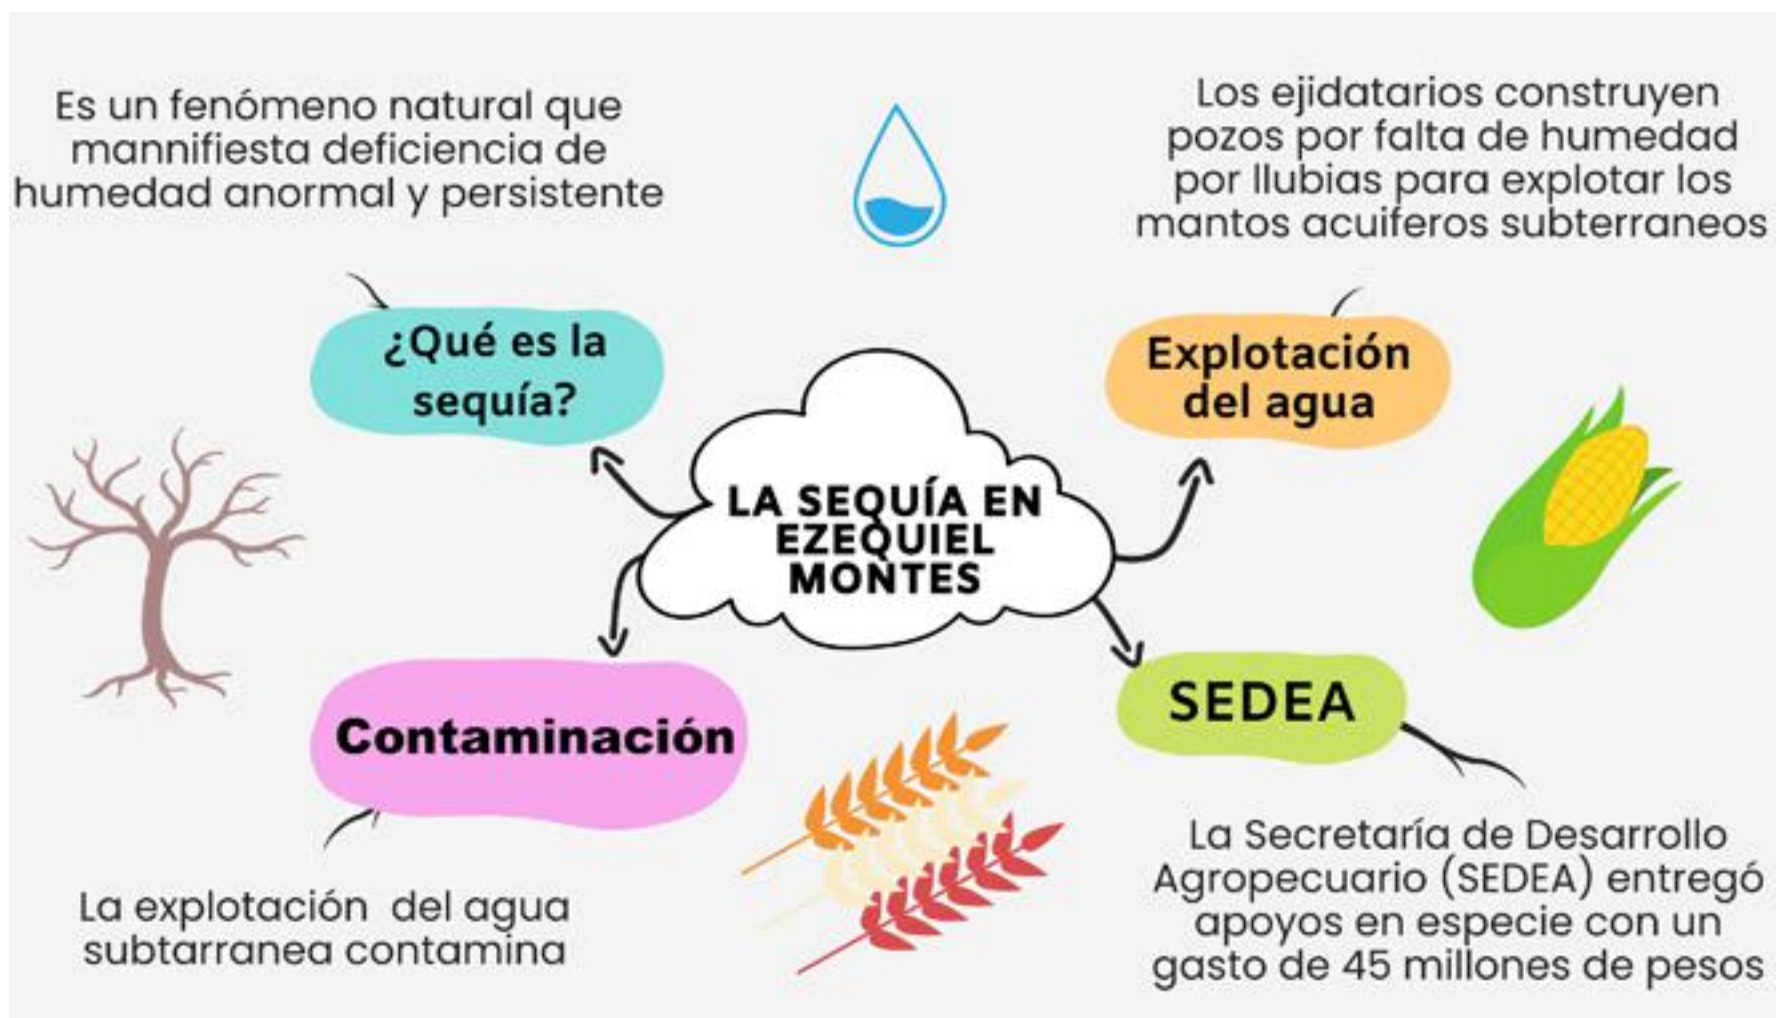 Es un fenómeno natural que
mannifiesta deficiencia de
humedad anormal y persistente
Los ejidatarios construyen
pozos por falta de humedad
por llubias para explotar los
mantos acuiferos subterraneos
¿Qué es la
sequía?
Explotación
del agua
LA SEQUÍA EN
EZEQUIEL
MONTES
Contaminación
SEDEA
La explotación del agua
subtarranea contamina
La Secretaría de Desarrollo
Agropecuario (SEDEA) entregó
apoyos en especie con un
gasto de 45 millones de pesos